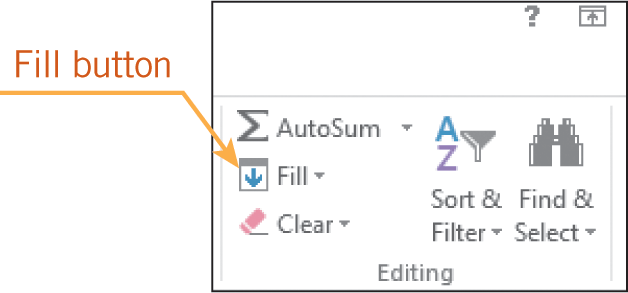 ?
Fill button
AutoSum
Fill
Clear
A
Z
Sort &
Filter
Find &
Select
Editing